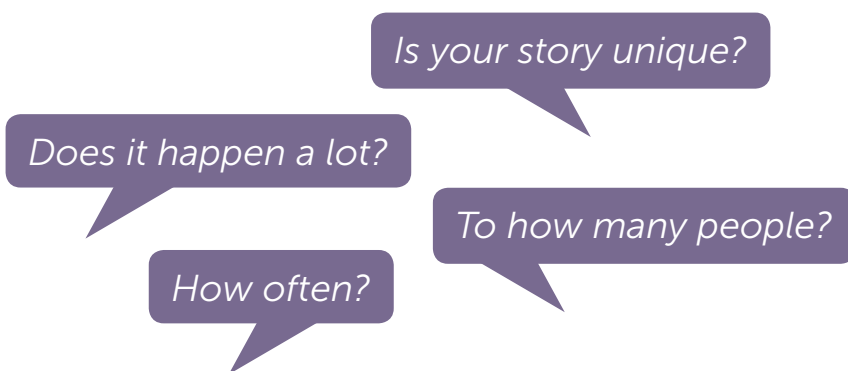 Is your story unique?
Does it happen a lot?
To how many people?
How often?